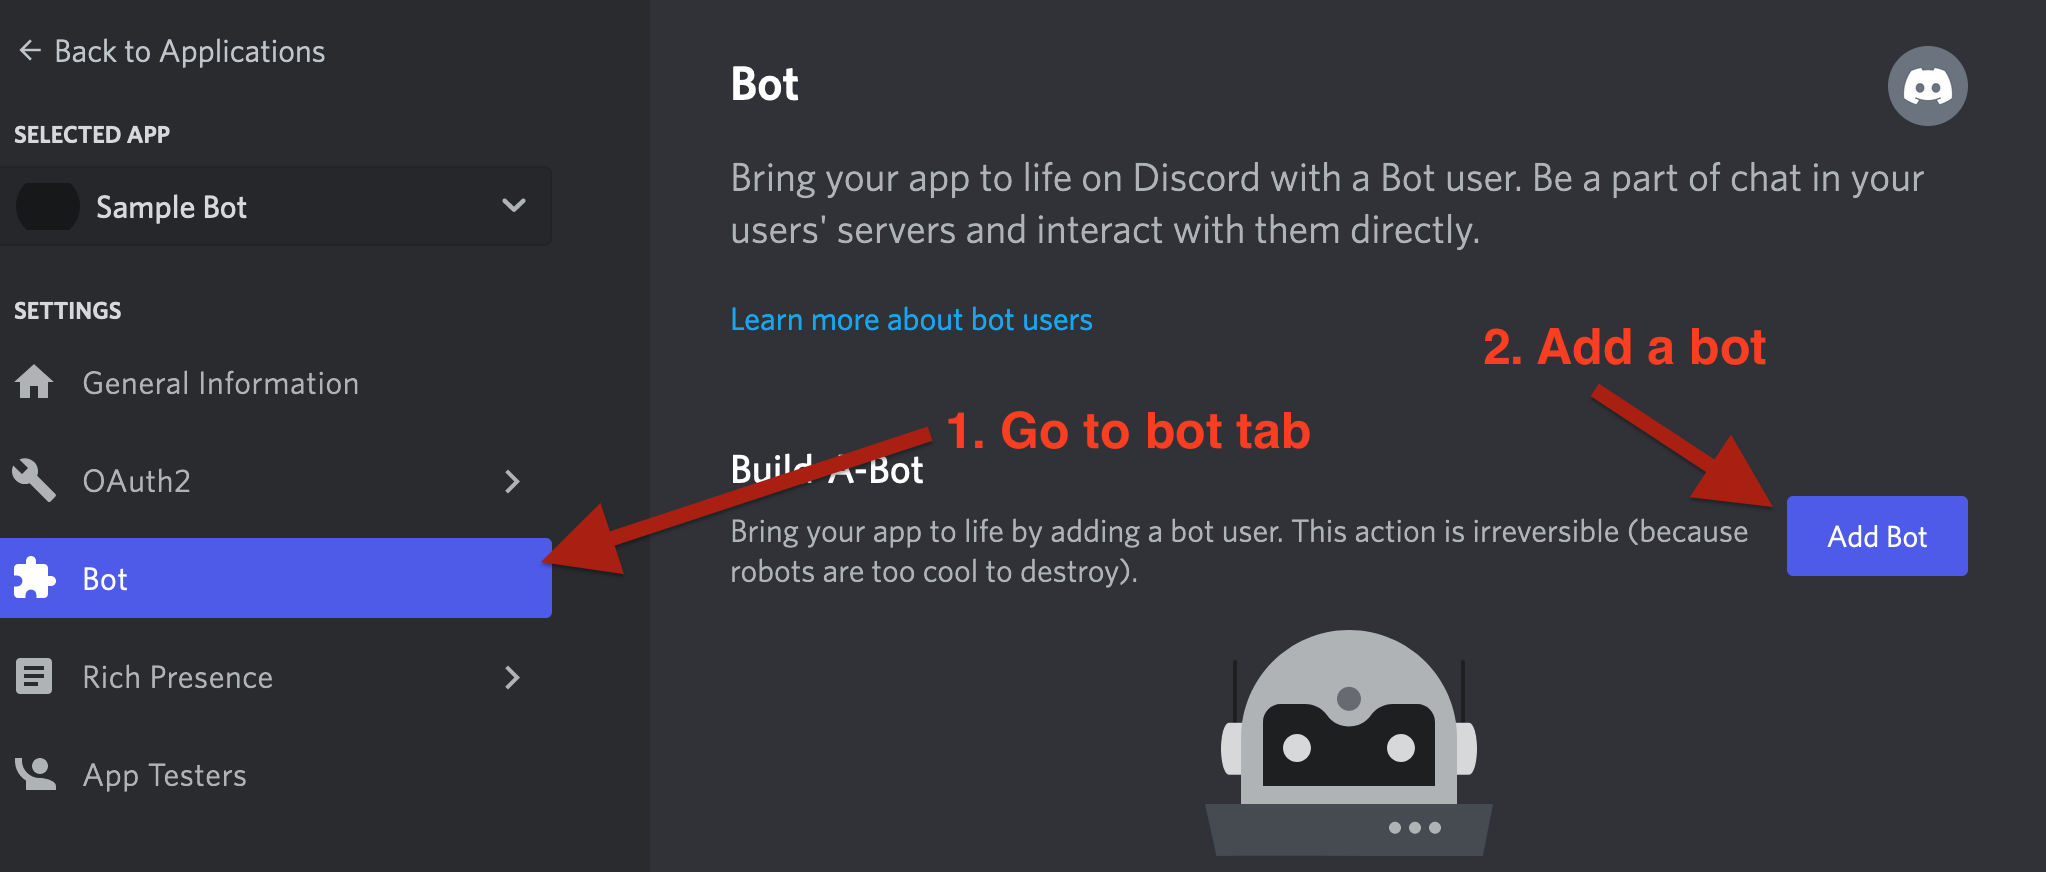 Back to Applications
SELECTED APP
Sample Bot
SETTINGS
General Information
OAuth2
Bot
Rich Presence
App Testers
Bot
Bring your app to life on Discord with a Bot user. Be a part of chat in your
users' servers and interact with them directly.
Learn more about bot users
2. Add a bot
1. Go to bot tab
Build-A-Bot
Bring your app to life by adding a bot user. This action is irreversible (because
robots are too cool to destroy).
Add Bot